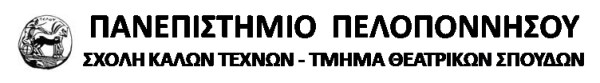 ΠΑΝΕΠΙΣΤΗΜΙΟ ΠΕΛΟΠΟΝΝΗΣΟΥ
ΣΧΟΛΗ ΚΑΛΩΝ ΤΕΧΝΩΝ - ΤΜΗΜΑ ΘΕΑΤΡΙΚΩΝ ΣΠΟΥΔΩΝ